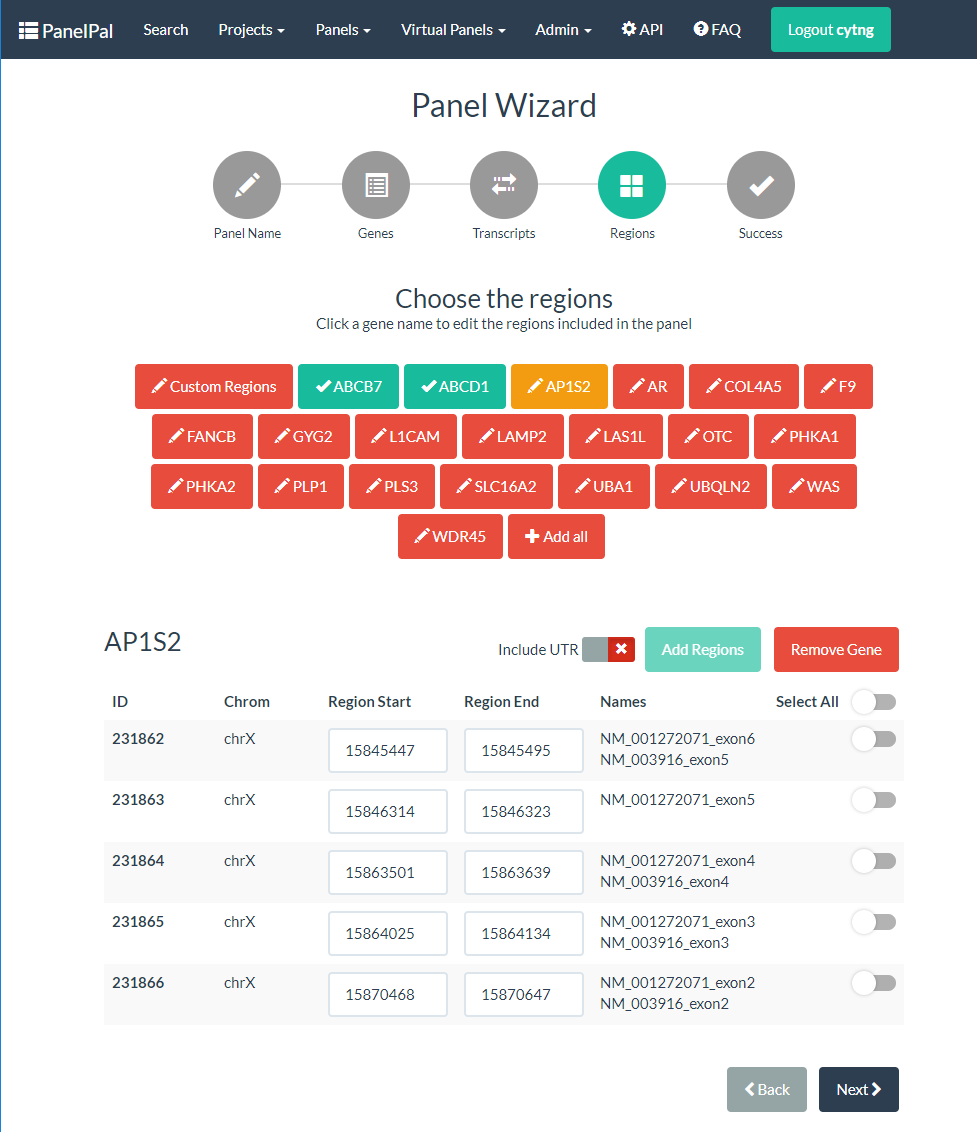 PanelPal Search Projects Panels Virtual Panels Admin API FAQ Logout cytng
Panel Wizard
Panel Name Genes Transcripts Regions Success
Choose the regions
Click a gene name to edit the regions included in the panel
Custom Regions ABCB7 ABCD1 AP1S2 AR COL4A5 F9
FANCB GYG2 L1CAM LAMP2 LAS1L OTC PHKA1
PHKA2 PLP1 PLS3 SLC16A2 UBA1 UBQLN2 WAS
WDR45 Add all
AP1S2 Include UTR Add Regions Remove Gene
ID Chrom Region Start Region End Names Select All
231862 chrX 15845447 15845495 NM_001272071_exon6
NM_003916_exon5
231863 chrX 15846314 15846323 NM_001272071_exon5
231864 chrX 15863501 15863639 NM_001272071_exon4
NM_003916_exon4
231865 chrX 15864025 15864134 NM_001272071_exon3
NM_003916_exon3
231866 chrX 15870468 15870647 NM_001272071_exon2
NM_003916_exon2
Back Next